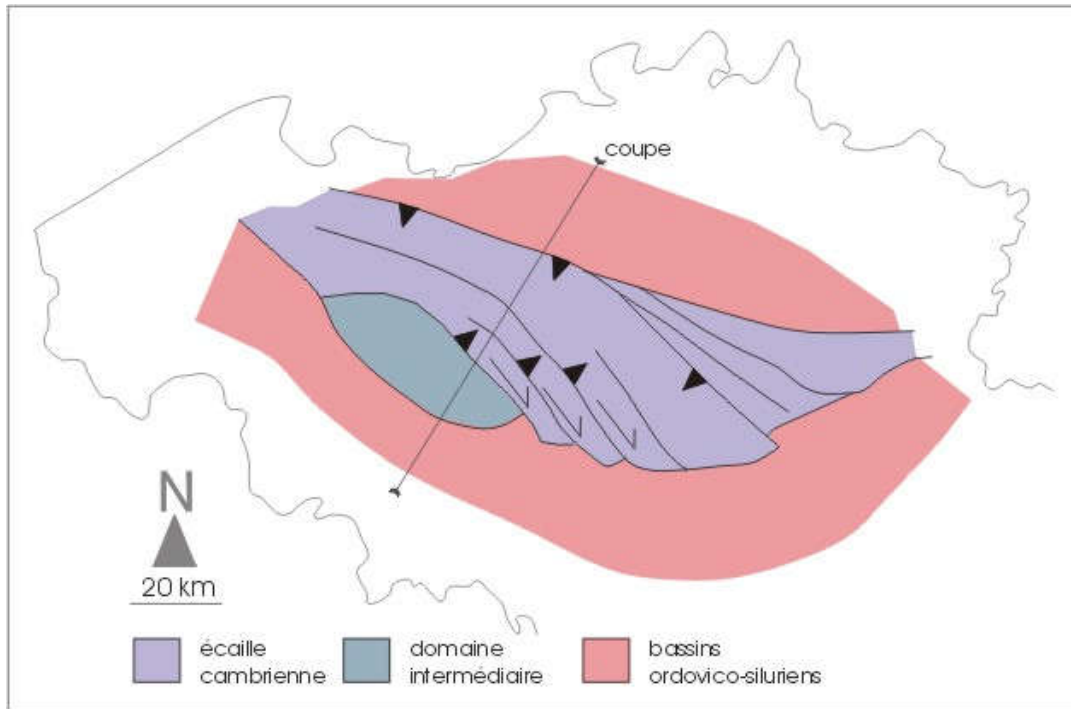 coupe
N
20 km
écaille
cambrienne
domaine
intermédiaire
bassins
ordovico-siluriens